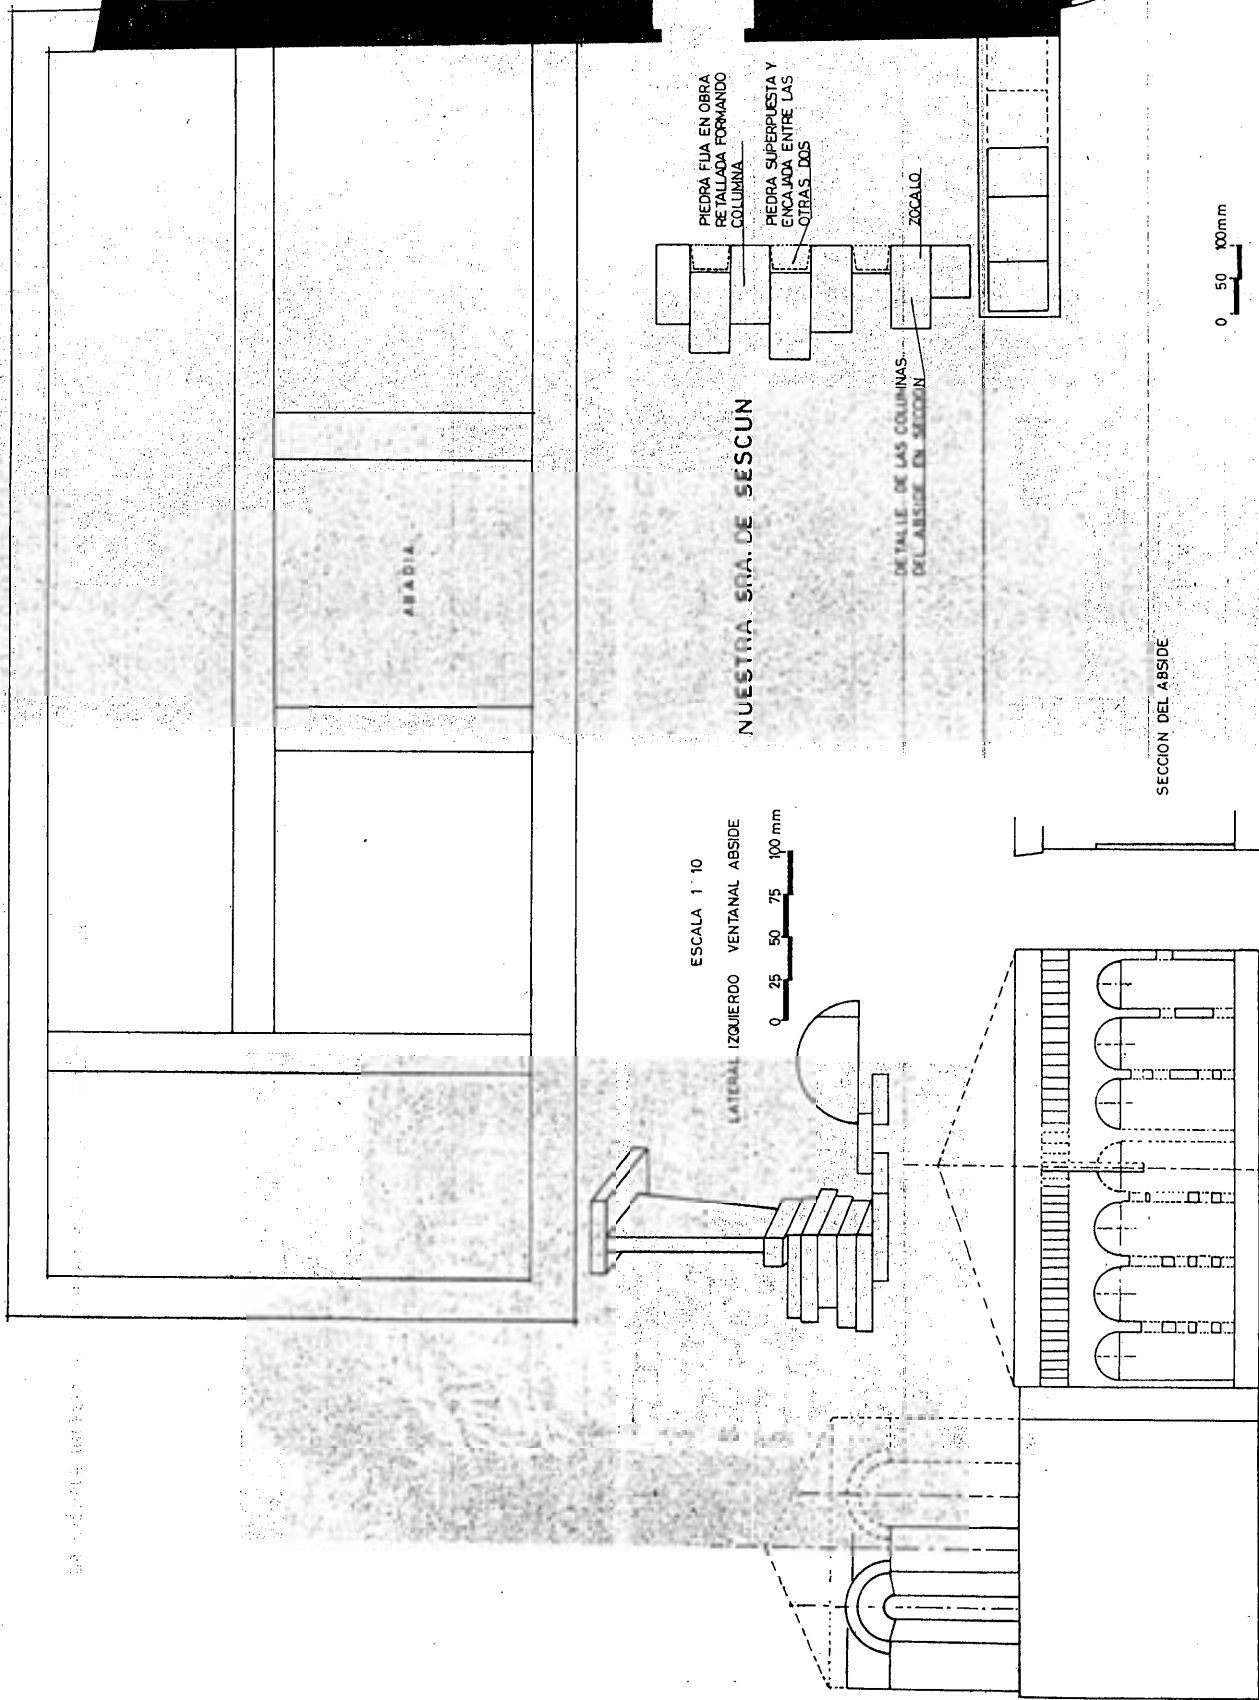 ABADIA
NUESTRA SRA. DE SESCUN
PIEDRA FIJA EN OBRA
RETALLADA FORMANDO
COLUMNA
PIEDRA SUPERPUESTA Y
ENCAJADA ENTRE LAS
OTRAS DOS
ZOCALO
DETALLE DE LAS COLUMNAS
DEL ABSIDE EN SECCION
0 50 100mm
ESCALA 1:10
LATERAL IZQUIERDO VENTANAL ABSIDE
0 25 50 75 100 mm
SECCION DEL ABSIDE